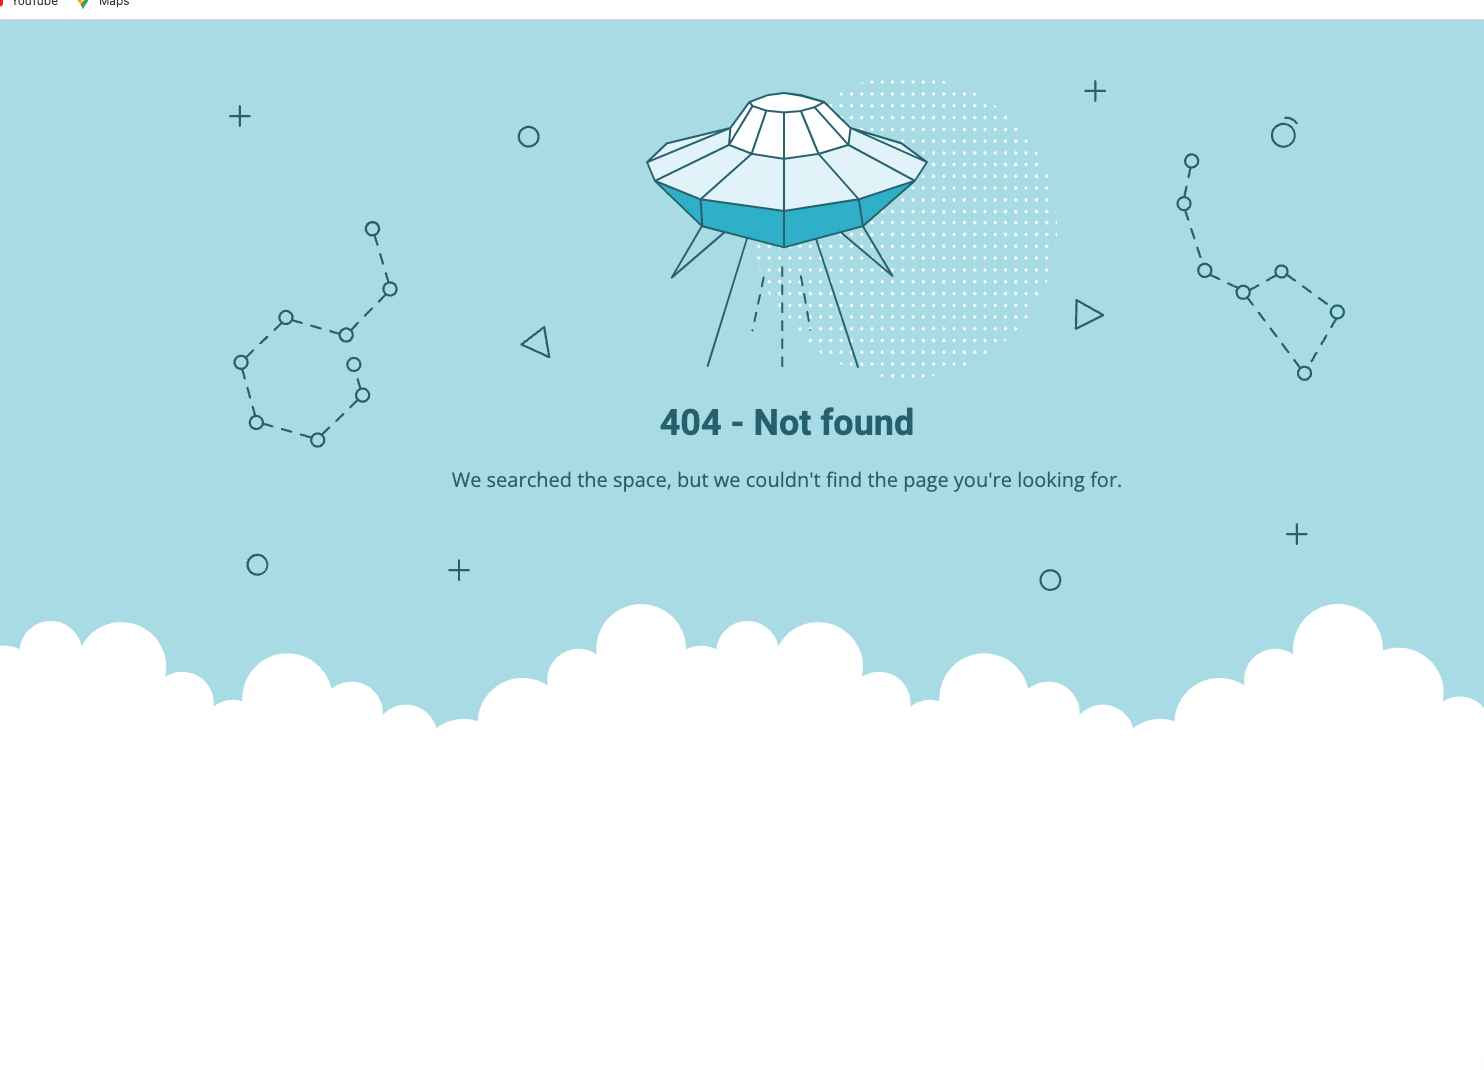 YouTube Maps
404 - Not found
We searched the space, but we couldn't find the page you're looking for.